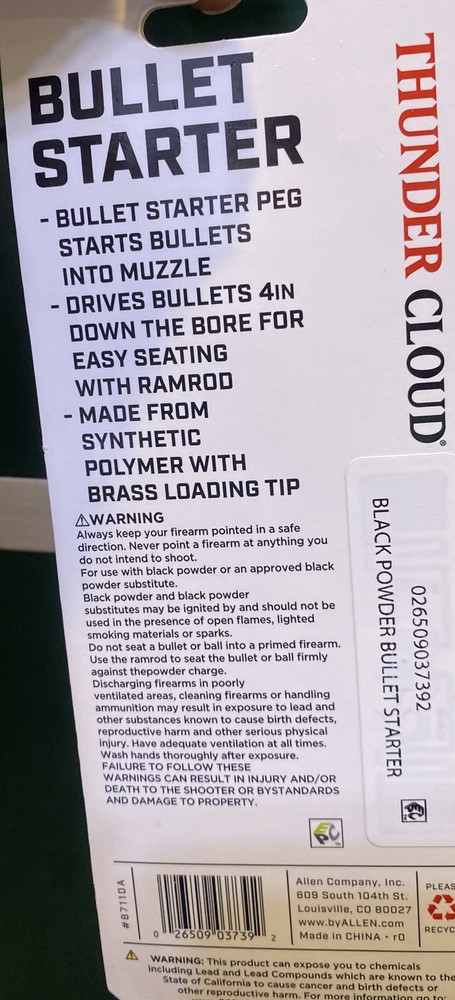 BULLET
STARTER
- BULLET STARTER PEG
STARTS BULLETS
INTO MUZZLE
- DRIVES BULLETS 4IN
DOWN THE BORE FOR
EASY SEATING
WITH RAMROD
- MADE FROM
SYNTHETIC
POLYMER WITH
BRASS LOADING TIP
⚠WARNING
Always keep your firearm pointed in a safe
direction. Never point a firearm at anything you
do not intend to shoot.
For use with black powder or an approved black
powder substitute.
Black powder and black powder
substitutes may be ignited by and should not be
used in the presence of open flames, lighted
smoking materials or sparks.
Do not seat a bullet or ball into a primed firearm.
Use the ramrod to seat the bullet or ball firmly
against thepowder charge.
Discharging firearms in poorly
ventilated areas, cleaning firearms or handling
ammunition may result in exposure to lead and
other substances known to cause birth defects,
reproductive harm and other serious physical
injury. Have adequate ventilation at all times.
Wash hands thoroughly after exposure.
FAILURE TO FOLLOW THESE
WARNINGS CAN RESULT IN INJURY AND/OR
DEATH TO THE SHOOTER OR BYSTANDARDS
AND DAMAGE TO PROPERTY.
THUNDER CLOUD®
026509037392
BLACK POWDER BULLET STARTER
EPC
EPC
#B7110A
0 26509 03739 2
Allen Company, Inc.
609 South 104th St.
Louisville, CO 80027
www.byALLEN.com
Made in CHINA · r0
PLEAS
RECYC
⚠ WARNING: This product can expose you to chemicals
including Lead and Lead Compounds which are known to the
State of California to cause cancer and birth defects or
other reproductive harm. For more information go to: